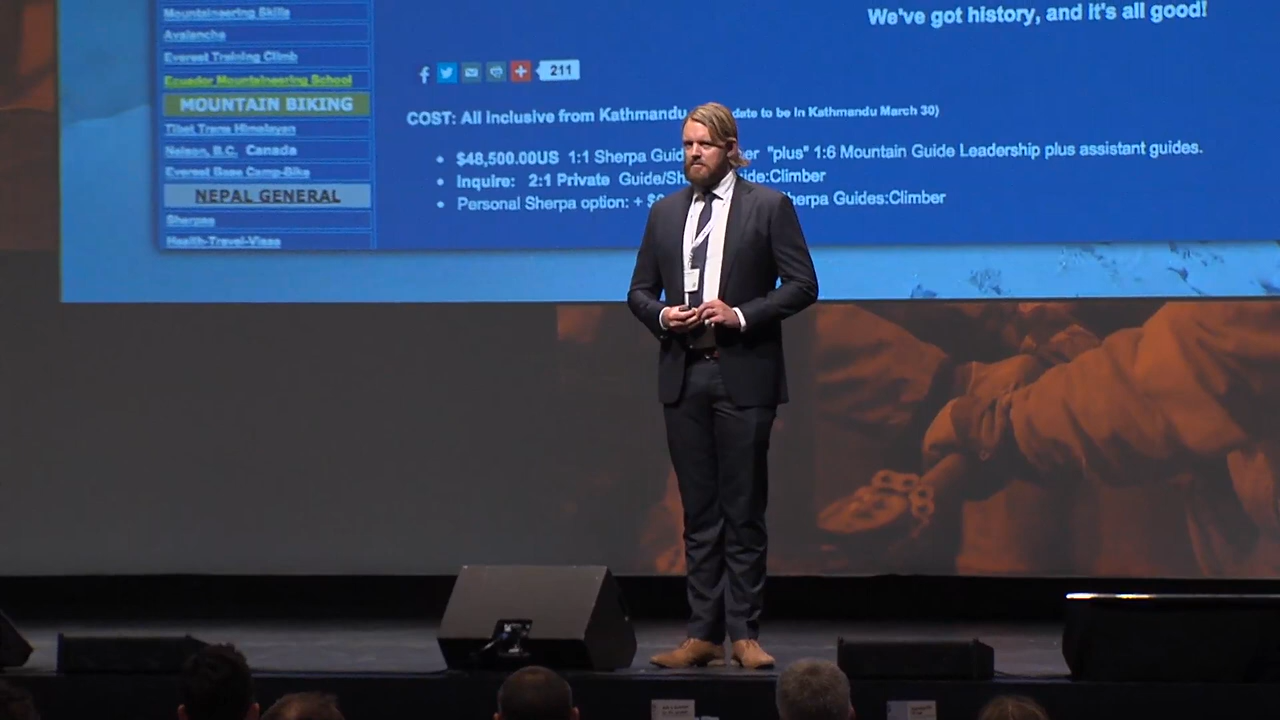 Mountaineering Skills
Avalanche
Everest Training Climb
Ecuador Mountaineering School
MOUNTAIN BIKING
Tibet Trans Himalayan
Nelson, B.C. Canada
Everest Base Camp-Bike
NEPAL GENERAL
Sherpas
Health-Travel-Visas
We've got history, and it's all good!
211
COST: All inclusive from Kathmandu date to be in Kathmandu March 30)
• $48,500.00US 1:1 Sherpa "plus" 1:6 Mountain Guide Leadership plus assistant guides.
• Inquire: 2:1 Private Guide:Climber
• Personal Sherpa option: + Sherpa Guides:Climber